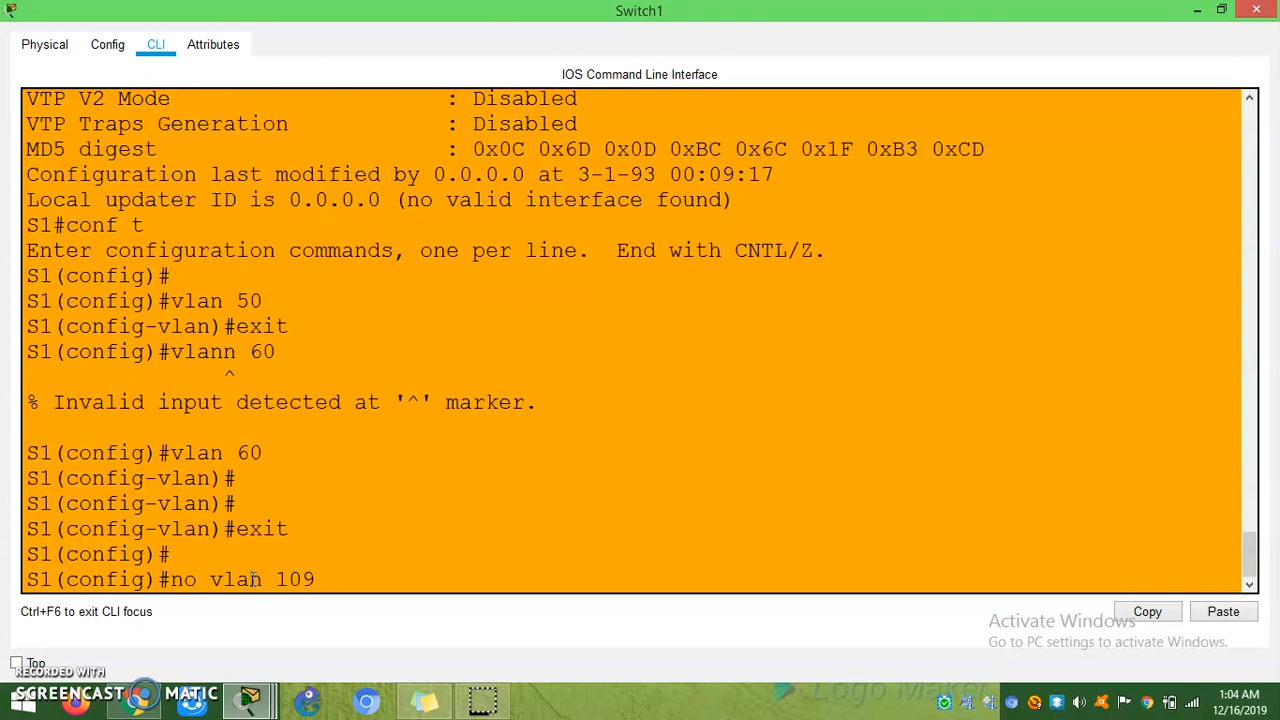 Switch1
Physical Config CLI Attributes
IOS Command Line Interface
VTP V2 Mode : Disabled
VTP Traps Generation : Disabled
MD5 digest : 0x0C 0x6D 0x0D 0xBC 0x6C 0x1F 0xB3 0xCD
Configuration last modified by 0.0.0.0 at 3-1-93 00:09:17
Local updater ID is 0.0.0.0 (no valid interface found)
S1#conf t
Enter configuration commands, one per line. End with CNTL/Z.
S1(config)#
S1(config)#vlan 50
S1(config-vlan)#exit
S1(config)#vlann 60
^
% Invalid input detected at '^' marker.
S1(config)#vlan 60
S1(config-vlan)#
S1(config-vlan)#
S1(config-vlan)#exit
S1(config)#
S1(config)#no vlan 109
Ctrl+F6 to exit CLI focus
Copy Paste
Activate Windows
Go to PC settings to activate Windows.
Top
RECORDED WITH
SCREENCAST MATIC
Logo Maker
1:04 AM
12/16/2019